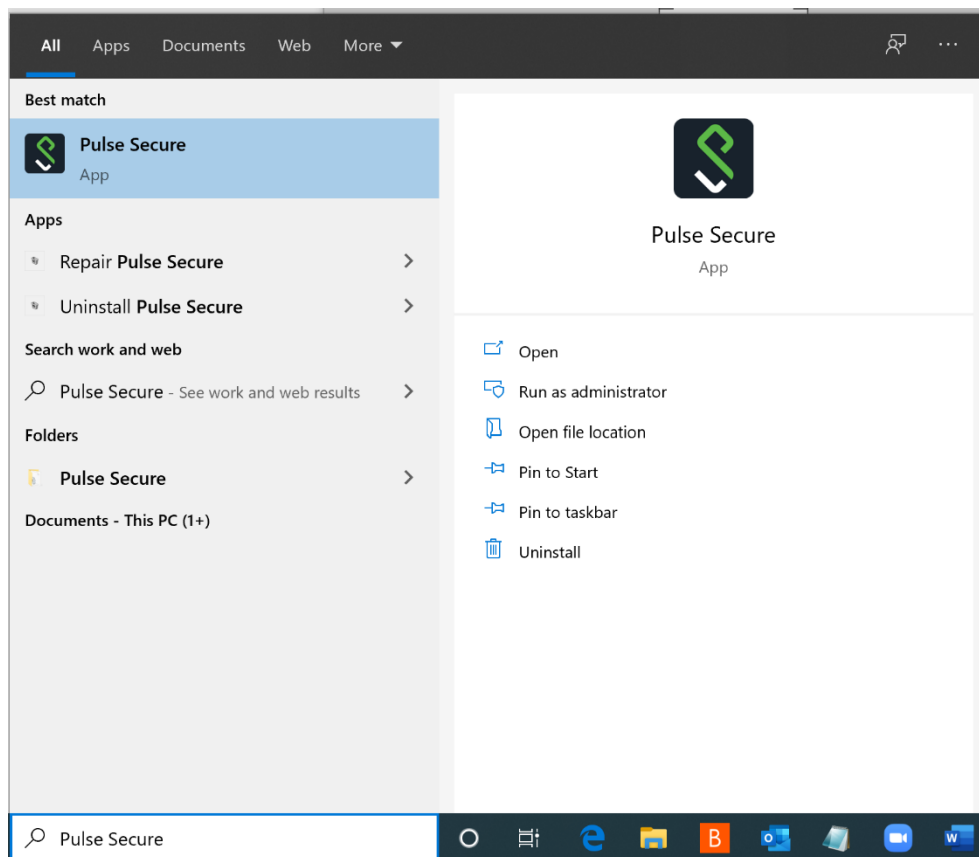 All Apps Documents Web More
Best match
Pulse Secure
App
Apps
Repair Pulse Secure
Uninstall Pulse Secure
Search work and web
Pulse Secure - See work and web results
Folders
Pulse Secure
Documents - This PC (1+)
Pulse Secure
App
Open
Run as administrator
Open file location
Pin to Start
Pin to taskbar
Uninstall
Pulse Secure
B
o
w